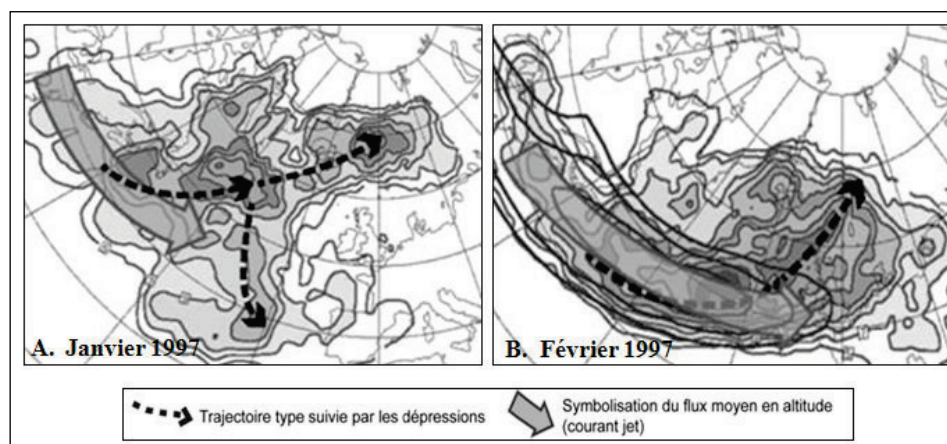 A. Janvier 1997
B. Février 1997
Trajectoire type suivie par les dépressions
Symbolisation du flux moyen en altitude
(courant jet)